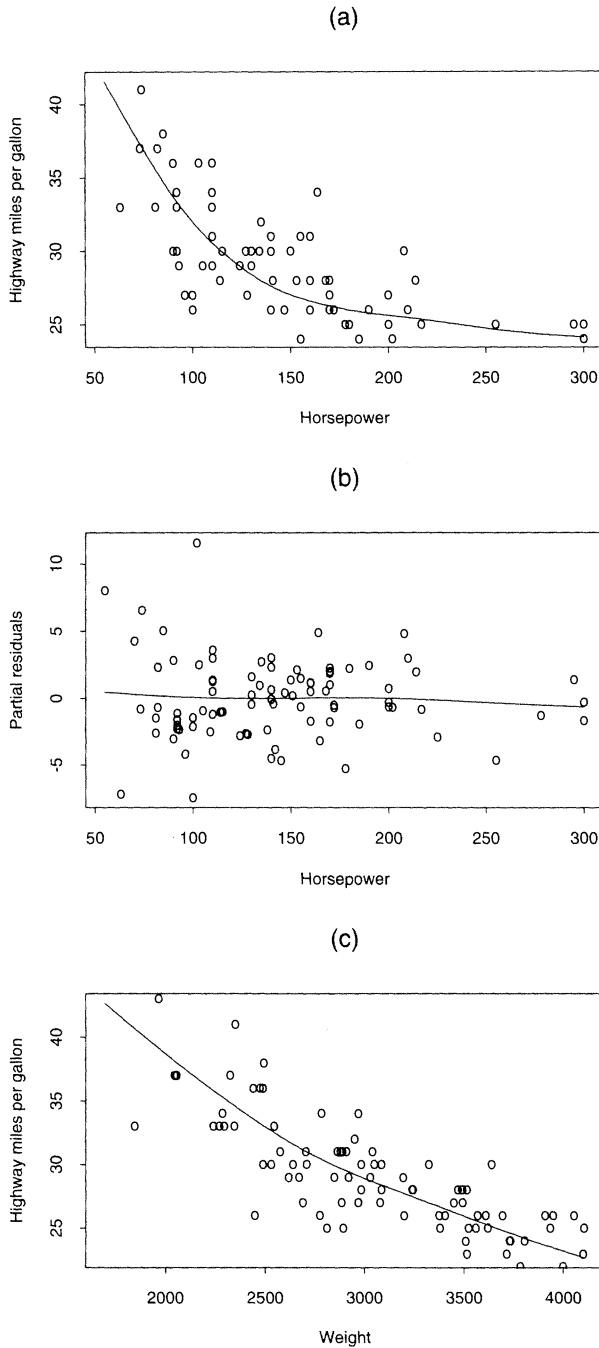 (a)
Highway miles per gallon
40
35
30
25
50 100 150 200 250 300
Horsepower
(b)
Partial residuals
10
5
0
-5
50 100 150 200 250 300
Horsepower
(c)
Highway miles per gallon
40
35
30
25
2000 2500 3000 3500 4000
Weight